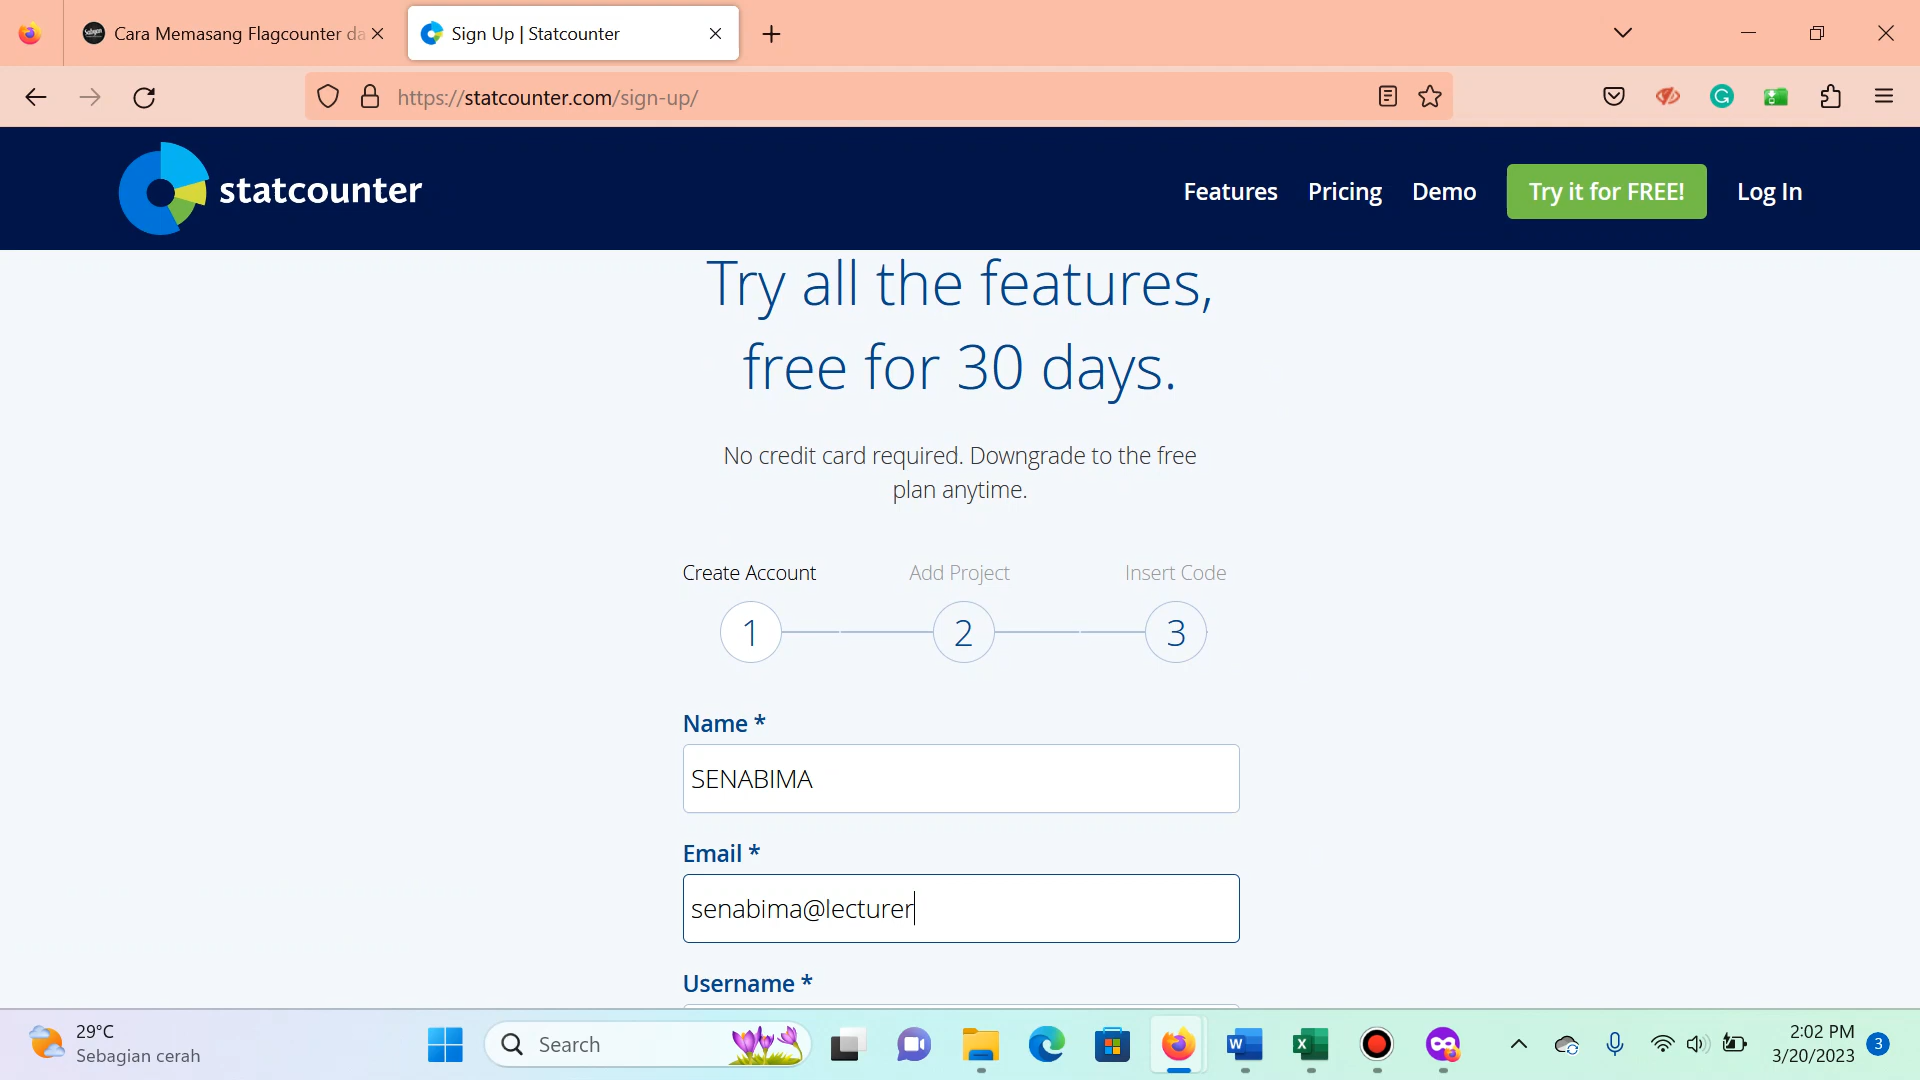 Cara Memasang Flagcounter da
Sign Up | Statcounter
https://statcounter.com/sign-up/
statcounter
Features
Pricing
Demo
Try it for FREE!
Log In
Try all the features,
free for 30 days.
No credit card required. Downgrade to the free
plan anytime.
Create Account
Add Project
Insert Code
1
2
3
Name *
SENABIMA
Email *
senabima@lecturer
Username *
29°C
Sebagian cerah
Search
2:02 PM
3/20/2023
3